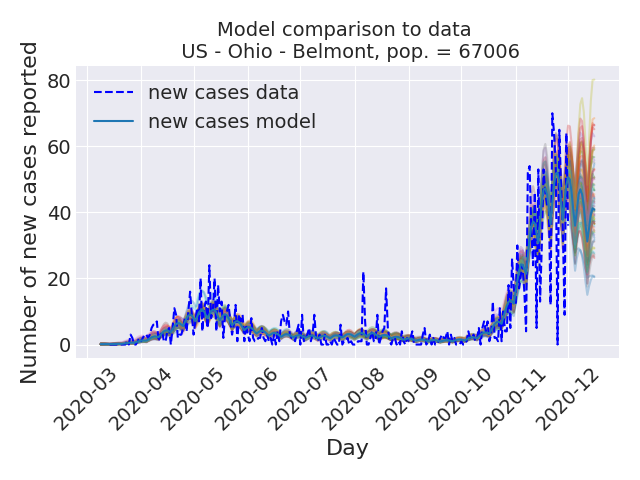 Model comparison to data
US - Ohio - Belmont, pop. = 67006
Number of new cases reported
80
60
40
20
0
new cases data
new cases model
2020-03
2020-04
2020-05
2020-06
2020-07
2020-08
2020-09
2020-10
2020-11
2020-12
Day